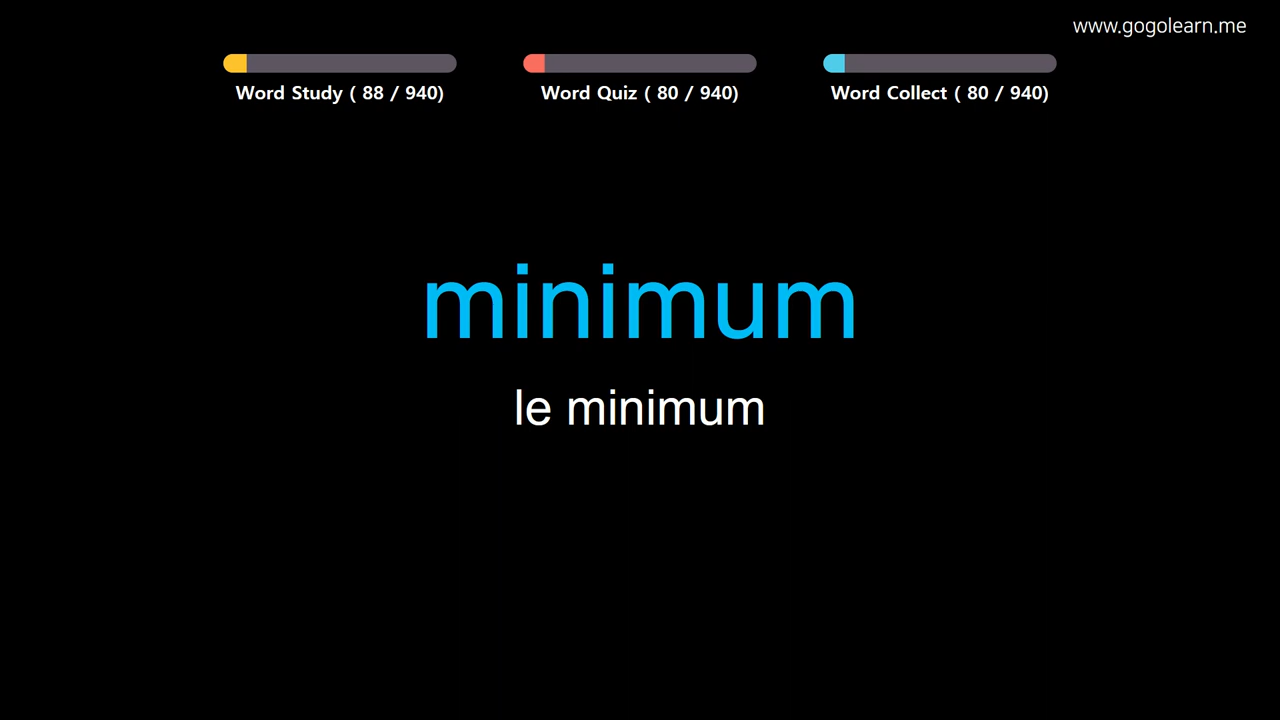 www.gogolearn.me
Word Study ( 88 / 940)
Word Quiz ( 80 / 940)
Word Collect ( 80 / 940)
minimum
le minimum